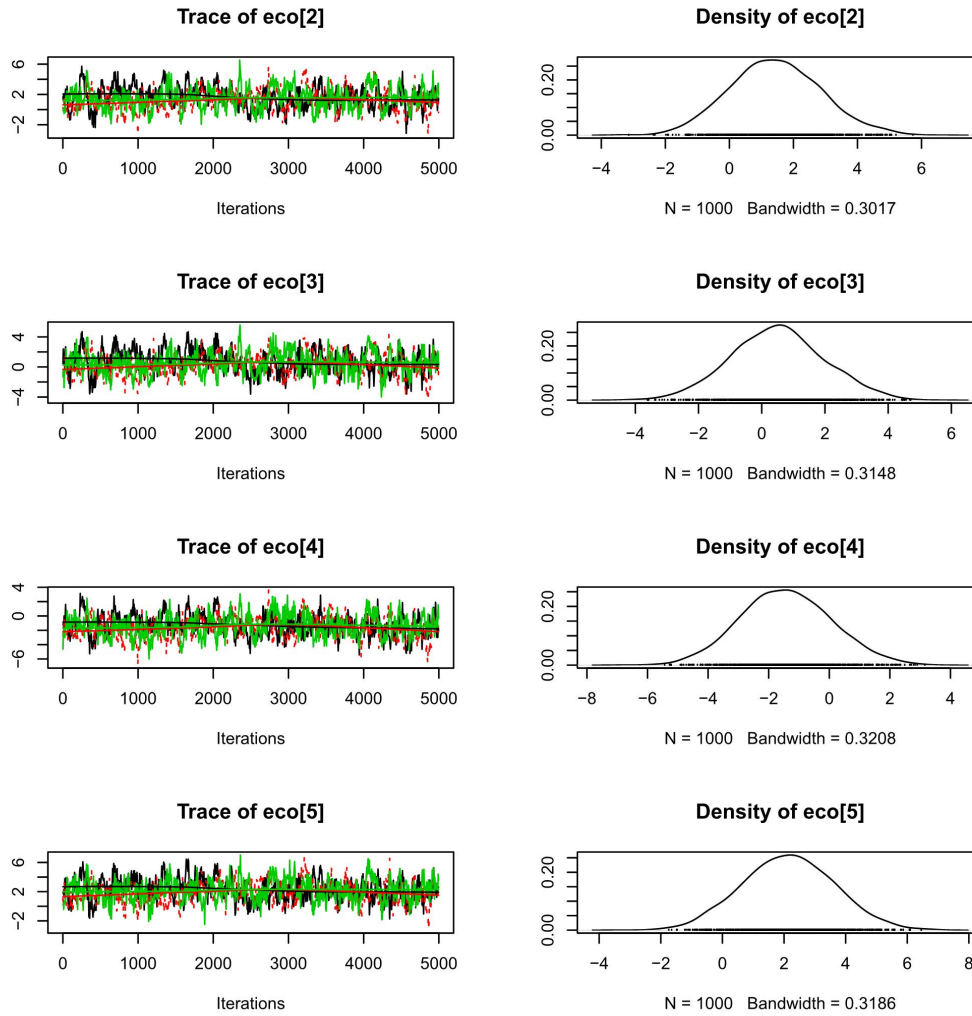 Trace of eco[2]
6
2
−2
0 1000 2000 3000 4000 5000
Iterations
Density of eco[2]
0.20
0.00
−4 −2 0 2 4 6
N = 1000 Bandwidth = 0.3017
Trace of eco[3]
4
0
−4
0 1000 2000 3000 4000 5000
Iterations
Density of eco[3]
0.20
0.00
−4 −2 0 2 4 6
N = 1000 Bandwidth = 0.3148
Trace of eco[4]
4
0
−6
0 1000 2000 3000 4000 5000
Iterations
Density of eco[4]
0.20
0.00
−8 −6 −4 −2 0 2 4
N = 1000 Bandwidth = 0.3208
Trace of eco[5]
6
2
−2
0 1000 2000 3000 4000 5000
Iterations
Density of eco[5]
0.20
0.00
−4 −2 0 2 4 6 8
N = 1000 Bandwidth = 0.3186